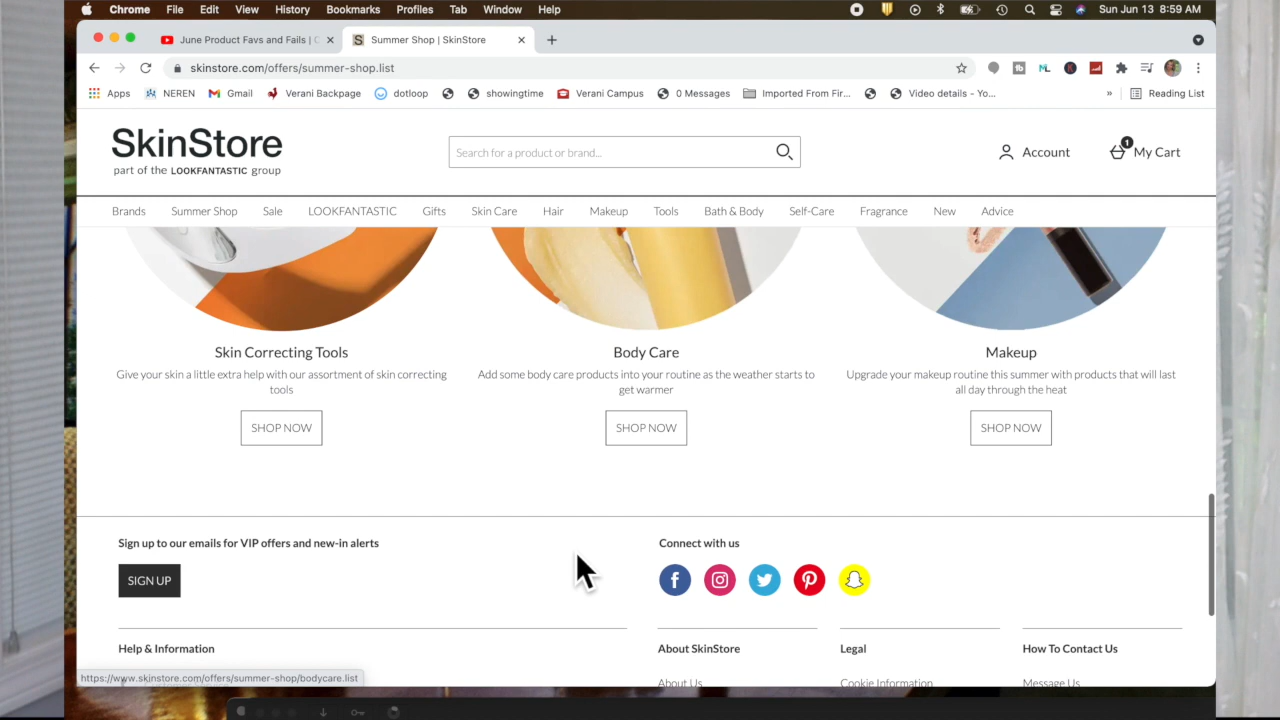 Chrome File Edit View History Bookmarks Profiles Tab Window Help Sun Jun 13 8:59 AM
June Product Favs and Fails | Summer Shop | SkinStore
skinstore.com/offers/summer-shop.list
Apps NEREN Gmail Verani Backpage dotloop showingtime Verani Campus 0 Messages Imported From Fir... Video details - Yo... » Reading List
SkinStore
part of the LOOKFANTASTIC group
Search for a product or brand...
Account
1
My Cart
Brands Summer Shop Sale LOOKFANTASTIC Gifts Skin Care Hair Makeup Tools Bath & Body Self-Care Fragrance New Advice
Skin Correcting Tools
Give your skin a little extra help with our assortment of skin correcting
tools
SHOP NOW
Body Care
Add some body care products into your routine as the weather starts to
get warmer
SHOP NOW
Makeup
Upgrade your makeup routine this summer with products that will last
all day through the heat
SHOP NOW
Sign up to our emails for VIP offers and new-in alerts
SIGN UP
Connect with us
Help & Information
About SkinStore
About Us
Legal
Cookie Information
How To Contact Us
Message Us
https://www.skinstore.com/offers/summer-shop/bodycare.list